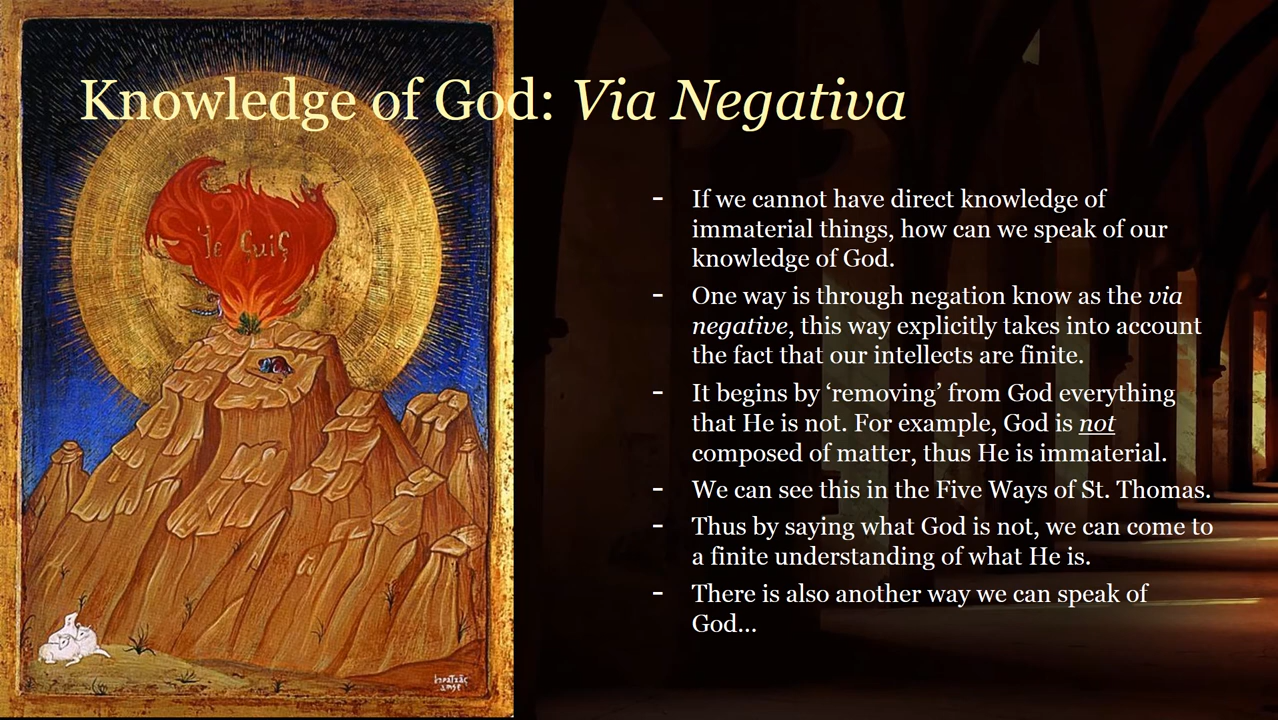 Knowledge of God: Via Negativa
Je Suis
- If we cannot have direct knowledge of
immaterial things, how can we speak of our
knowledge of God.
- One way is through negation know as the via
negative, this way explicitly takes into account
the fact that our intellects are finite.
- It begins by ‘removing’ from God everything
that He is not. For example, God is not
composed of matter, thus He is immaterial.
- We can see this in the Five Ways of St. Thomas.
- Thus by saying what God is not, we can come to
a finite understanding of what He is.
- There is also another way we can speak of
God...